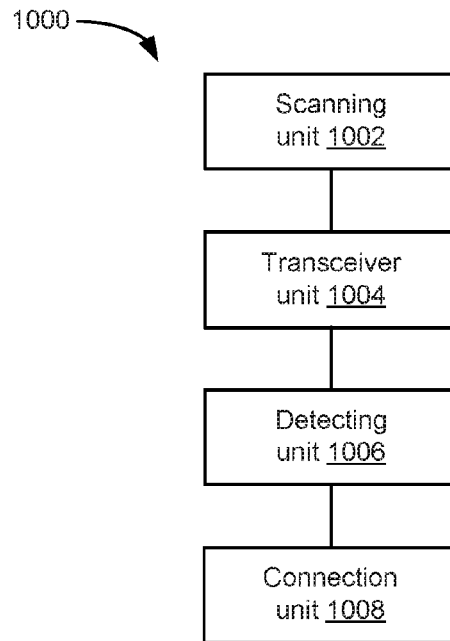 1000
Scanning
unit 1002
Transceiver
unit 1004
Detecting
unit 1006
Connection
unit 1008